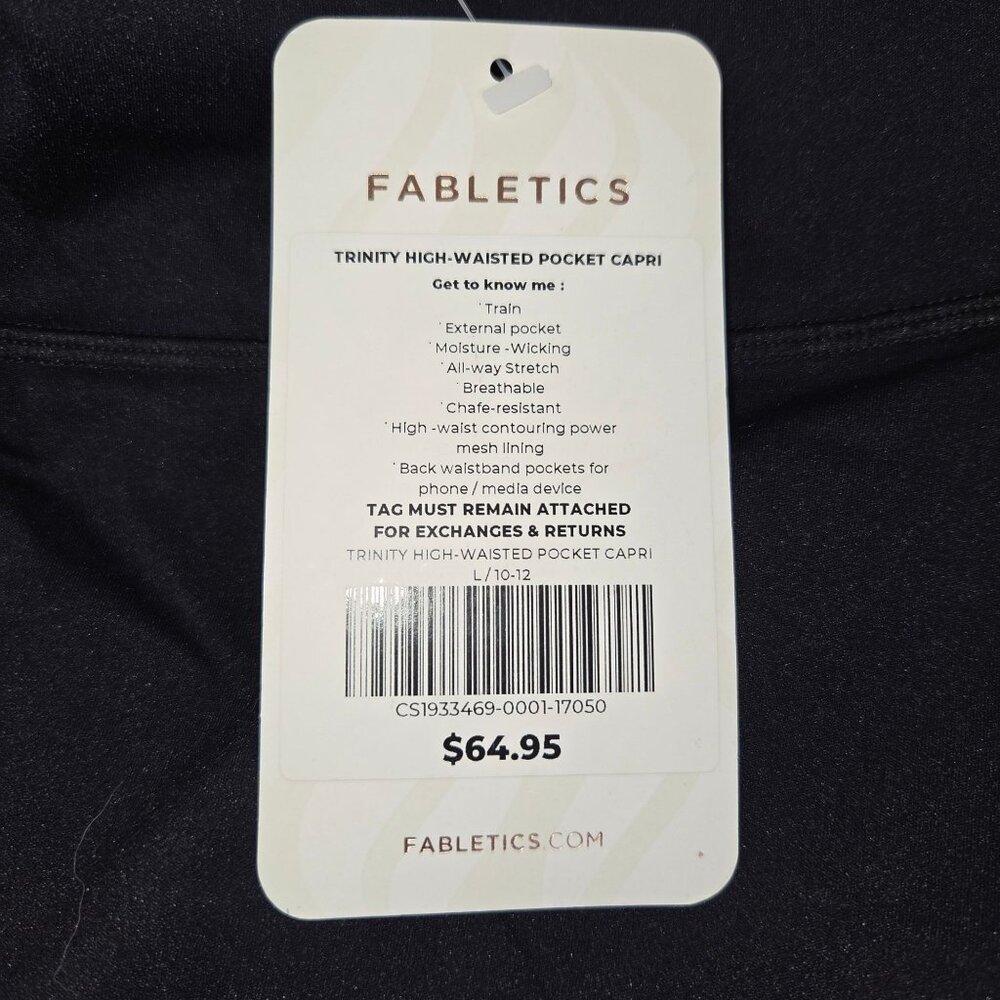 FABLETICS
TRINITY HIGH-WAISTED POCKET CAPRI
Get to know me :
·Train
·External pocket
·Moisture -Wicking
·All-way Stretch
·Breathable
·Chafe-resistant
·High -waist contouring power
mesh lining
·Back waistband pockets for
phone / media device
TAG MUST REMAIN ATTACHED
FOR EXCHANGES & RETURNS
TRINITY HIGH-WAISTED POCKET CAPRI
L / 10-12
CS1933469-0001-17050
$64.95
FABLETICS.COM